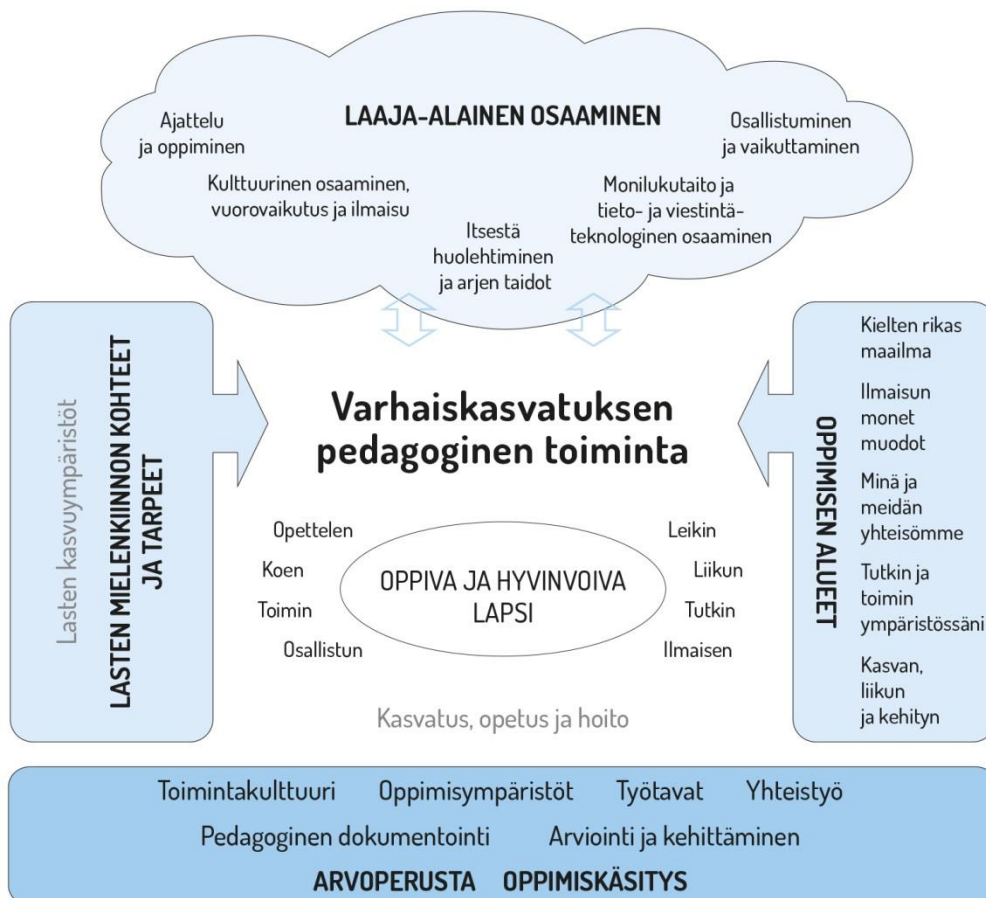 LAAJA-ALAINEN OSAAMINEN
Ajattelu
ja oppiminen
Kulttuurinen osaaminen,
vuorovaikutus ja ilmaisu
Itsestä
huolehtiminen
ja arjen taidot
Monilukutaito ja
tieto- ja viestintä-
teknologinen osaaminen
Osallistuminen
ja vaikuttaminen
Lasten kasvuympäristöt
LASTEN MIELENKIINNON KOHTEET
JA TARPEET
Varhaiskasvatuksen
pedagoginen toiminta
Opettelen
Koen
Toimin
Osallistun
OPPIVA JA HYVINVOIVA
LAPSI
Leikin
Liikun
Tutkin
Ilmaisen
Kasvatus, opetus ja hoito
OPPIMISEN ALUEET
Kielten rikas
maailma
Ilmaisun
monet
muodot
Minä ja
meidän
yhteisömme
Tutkin ja
toimin
ympäristössäni
Kasvan,
liikun
ja kehityn
Toimintakulttuuri Oppimisympäristöt Työtavat Yhteistyö
Pedagoginen dokumentointi Arviointi ja kehittäminen
ARVOPERUSTA OPPIMISKÄSITYS